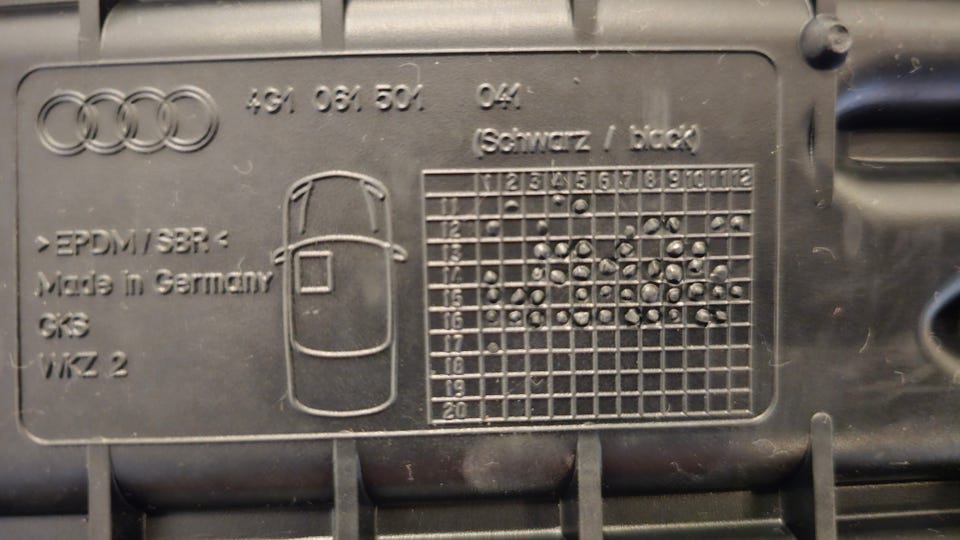 4G1 061 501 041
(Schwarz / black)
>EPDM / SBR<
Made in Germany
GKS
WKZ 2
1 2 3 4 5 6 7 8 9 10 11 12
11
12
13
14
15
16
17
18
19
20